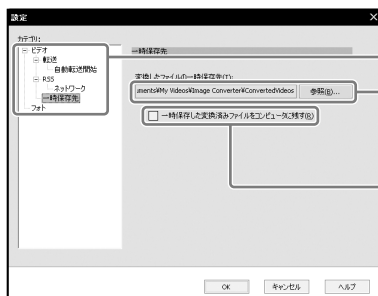 設定
カテゴリ:
ビデオ
転送
自動転送開始
RSS
ネットワーク
一時保存先
フォト
一時保存先
変換したファイルの一時保存先(T):
ments¥My Videos¥Image Converter¥ConvertedVideos
参照(B)...
一時保存した変換済みファイルをコンピュータに残す(R)
OK
キャンセル
ヘルプ